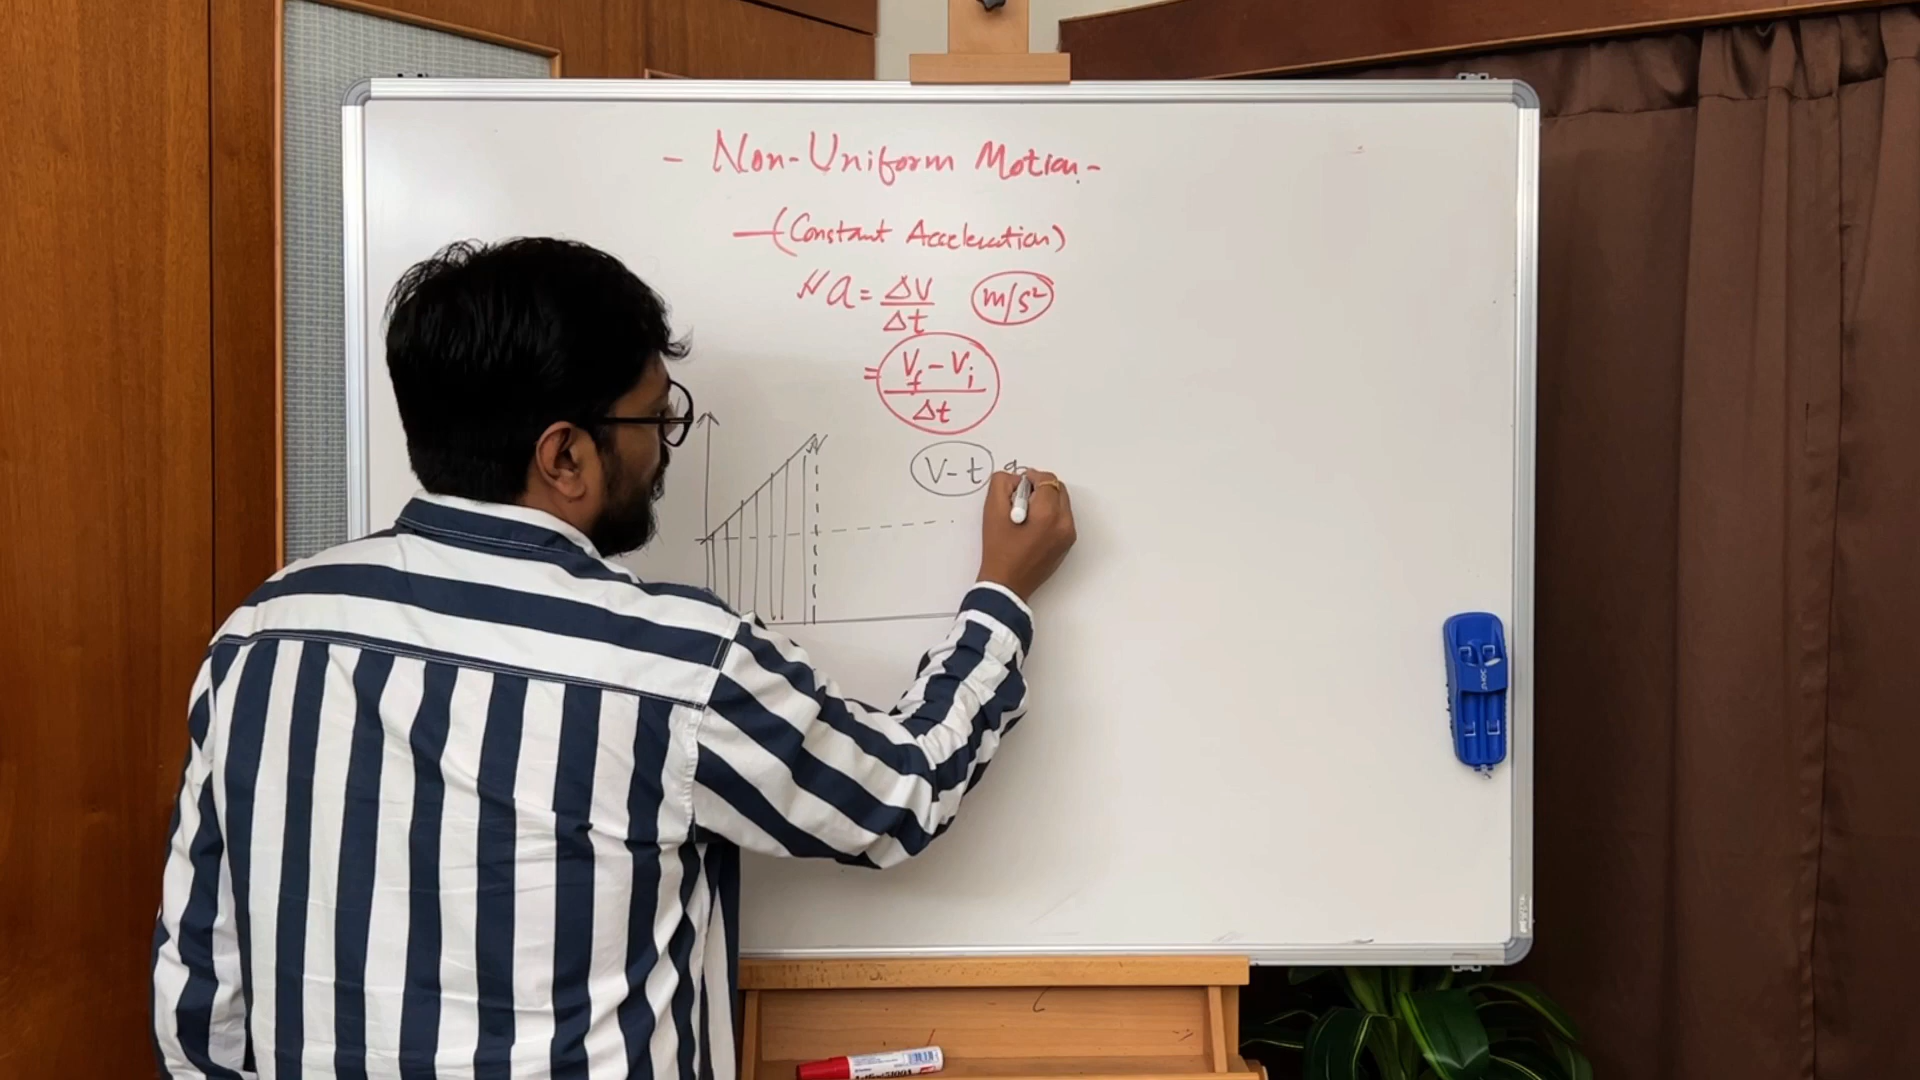 - Non-Uniform Motion -
- (Constant Acceleration)
a = ΔV/Δt m/s²
= Vf - Vi/Δt
V-t